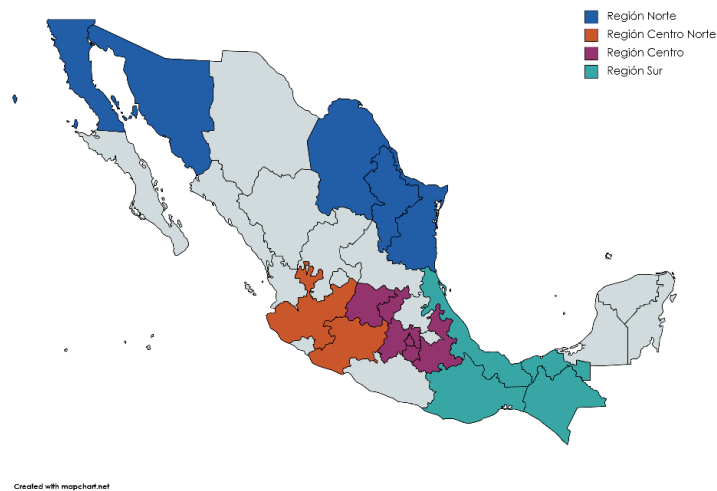 Región Norte
Región Centro Norte
Región Centro
Región Sur
Created with mapchart.net